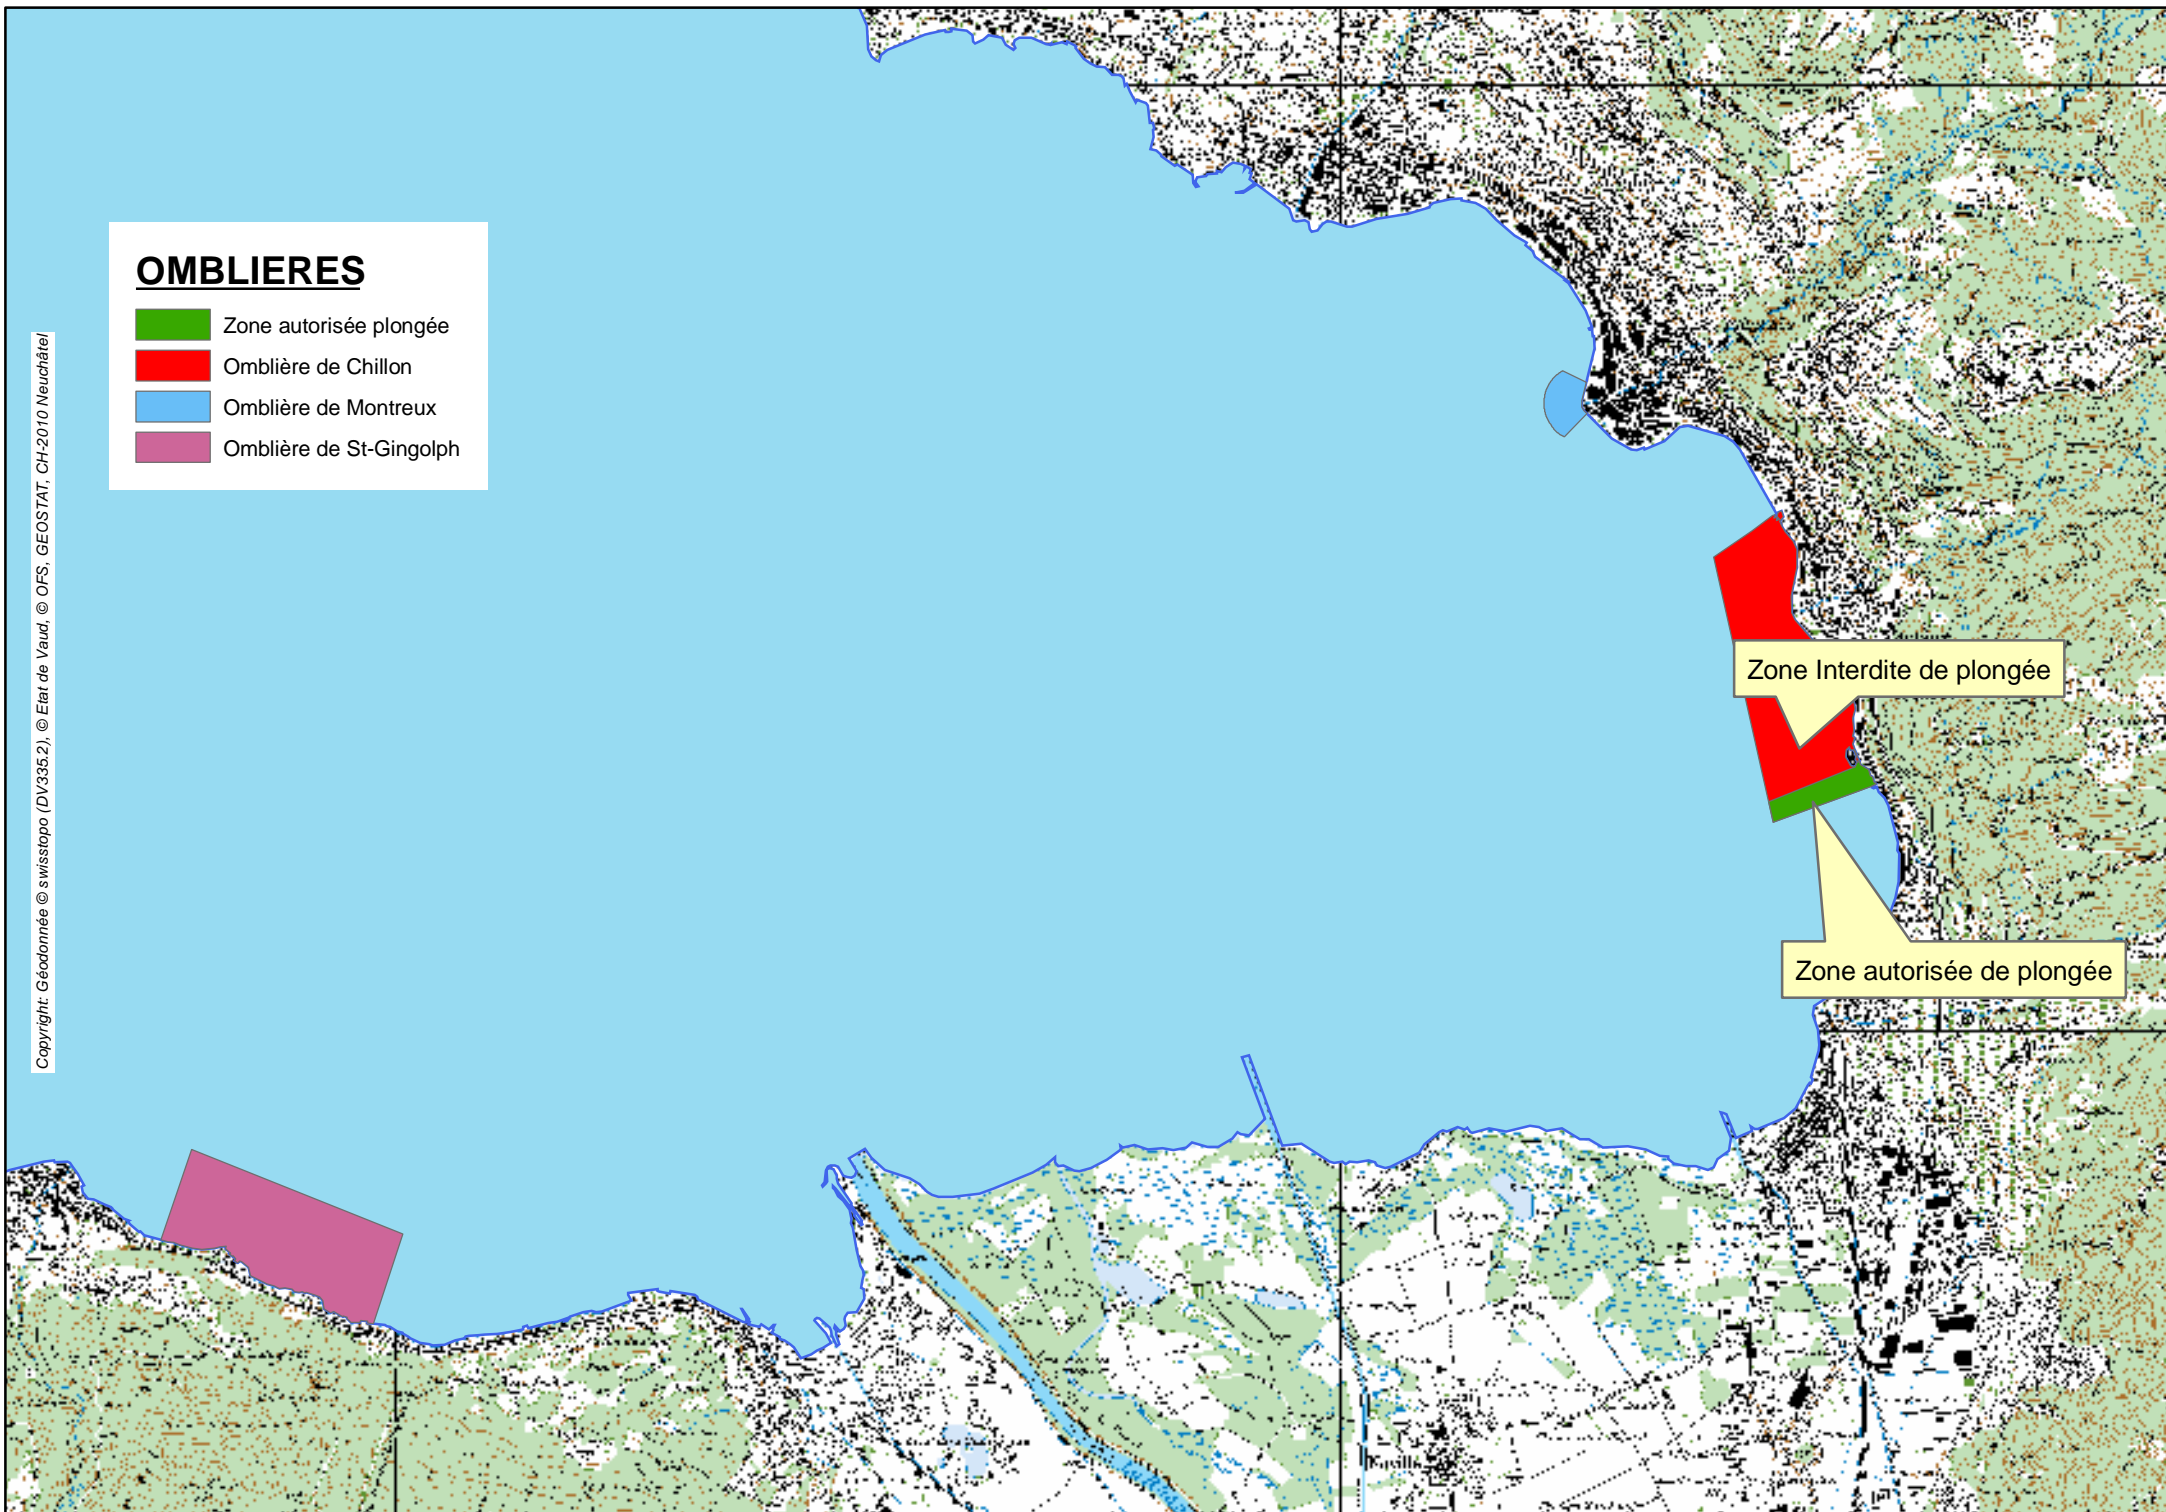 OMBLIERES
Zone autorisée plongée
Omblière de Chillon
Omblière de Montreux
Omblière de St-Gingolph
Copyright: Géodonnée © swisstopo (DV335.2), © Etat de Vaud, © OFS, GEOSTAT, CH-2010 Neuchâtel
Zone Interdite de plongée
Zone autorisée de plongée